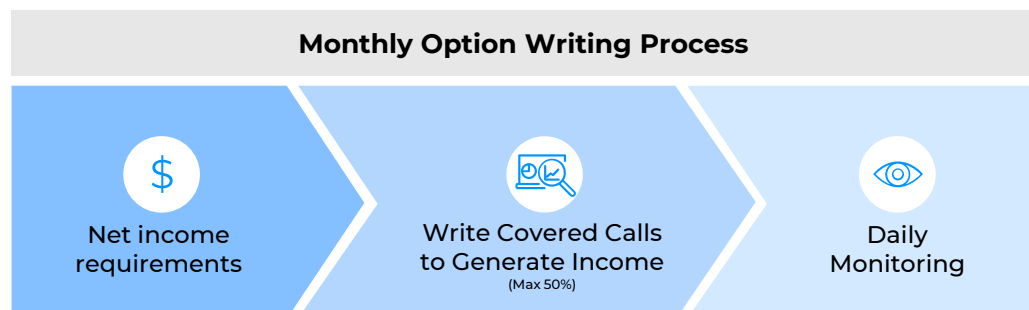 Monthly Option Writing Process
$
Net income
requirements
Write Covered Calls
to Generate Income
(Max 50%)
Daily
Monitoring